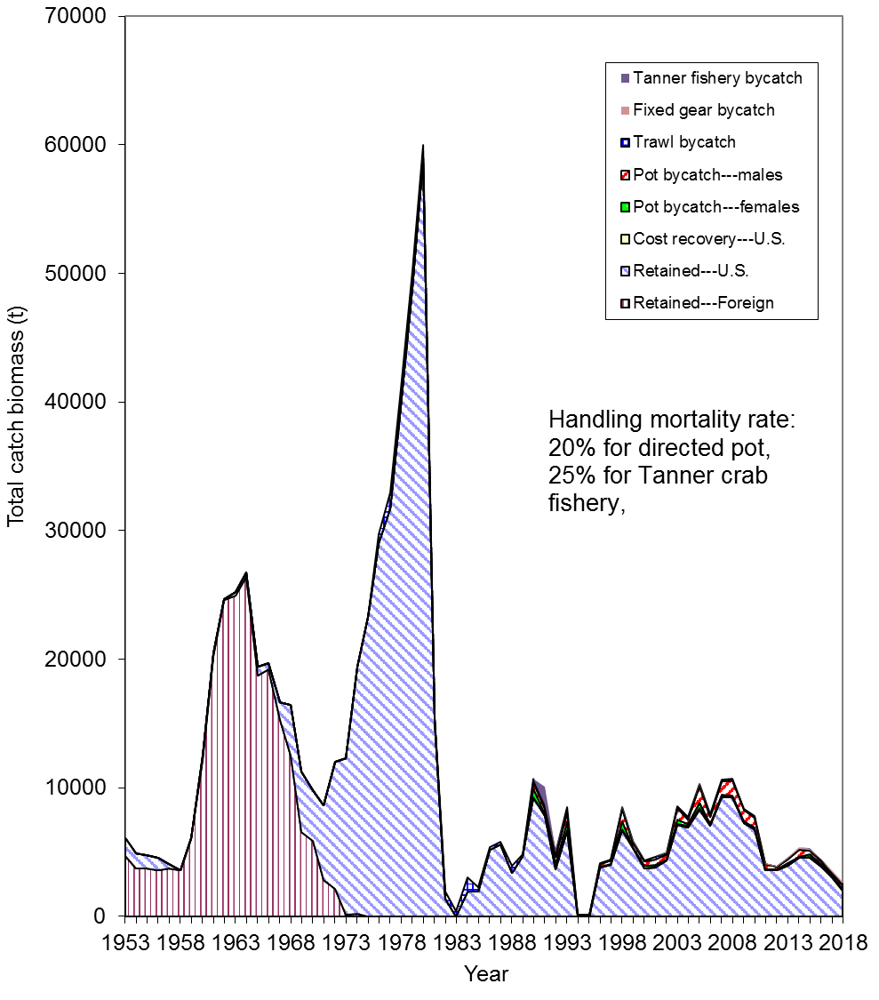 70000
60000
50000
40000
30000
20000
10000
0
Total catch biomass (t)
Tanner fishery bycatch
Fixed gear bycatch
Trawl bycatch
Pot bycatch---males
Pot bycatch---females
Cost recovery---U.S.
Retained---U.S.
Retained---Foreign
Handling mortality rate:
20% for directed pot,
25% for Tanner crab
fishery,
1953 1958 1963 1968 1973 1978 1983 1988 1993 1998 2003 2008 2013 2018
Year